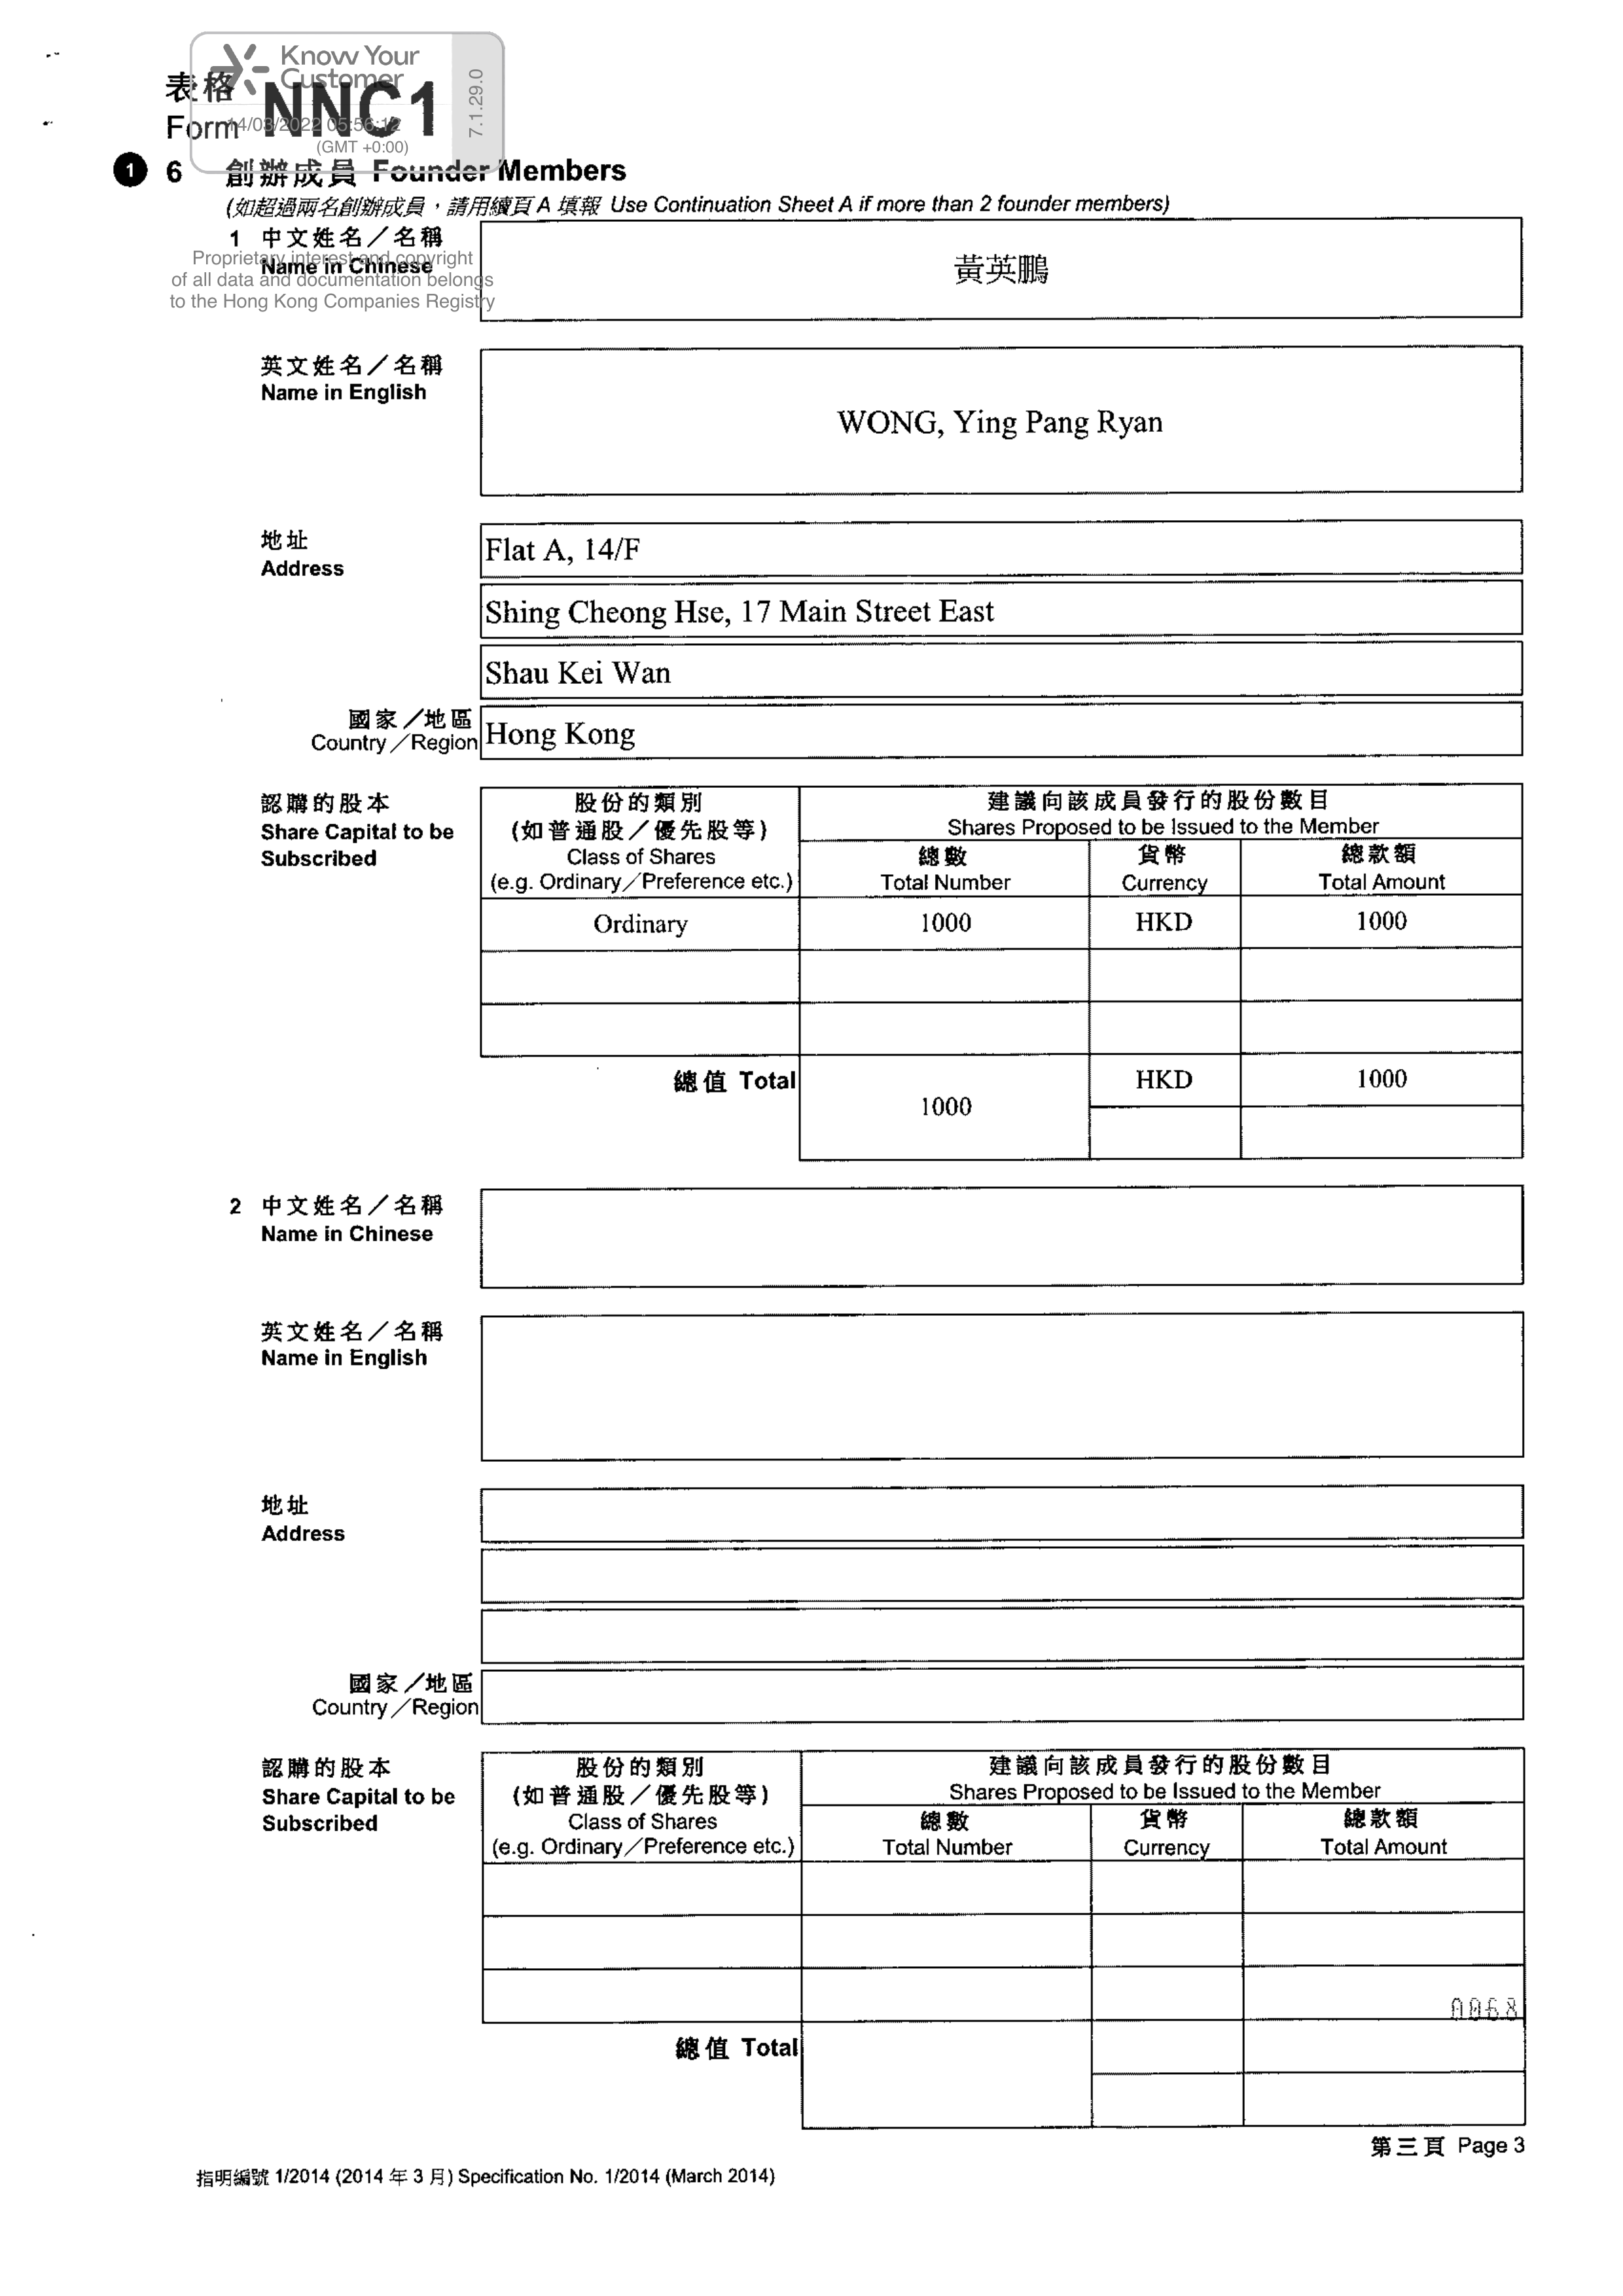 Know Your
Customer
7.1.29.0
14/03/2022 05:56:12
(GMT +0:00)
表格
Form NNC1
1 6 創辦成員 Founder Members
(如超過兩名創辦成員，請用續頁 A 填報 Use Continuation Sheet A if more than 2 founder members)
1 中文姓名／名稱
Name in Chinese
黃英鵬
Proprietary interest and copyright
of all data and documentation belongs
to the Hong Kong Companies Registry
英文姓名／名稱
Name in English
WONG, Ying Pang Ryan
地址
Address
Flat A, 14/F
Shing Cheong Hse, 17 Main Street East
Shau Kei Wan
國家／地區
Country／Region
Hong Kong
認購的股本
Share Capital to be
Subscribed
股份的類別
(如普通股／優先股等)
Class of Shares
(e.g. Ordinary／Preference etc.)
建議向該成員發行的股份數目
Shares Proposed to be Issued to the Member
總數
Total Number
貨幣
Currency
總款額
Total Amount
Ordinary 1000 HKD 1000
總值 Total 1000 HKD 1000
2 中文姓名／名稱
Name in Chinese
英文姓名／名稱
Name in English
地址
Address
國家／地區
Country／Region
認購的股本
Share Capital to be
Subscribed
股份的類別
(如普通股／優先股等)
Class of Shares
(e.g. Ordinary／Preference etc.)
建議向該成員發行的股份數目
Shares Proposed to be Issued to the Member
總數
Total Number
貨幣
Currency
總款額
Total Amount
0068
總值 Total
第三頁 Page 3
指明編號 1/2014 (2014 年 3 月) Specification No. 1/2014 (March 2014)